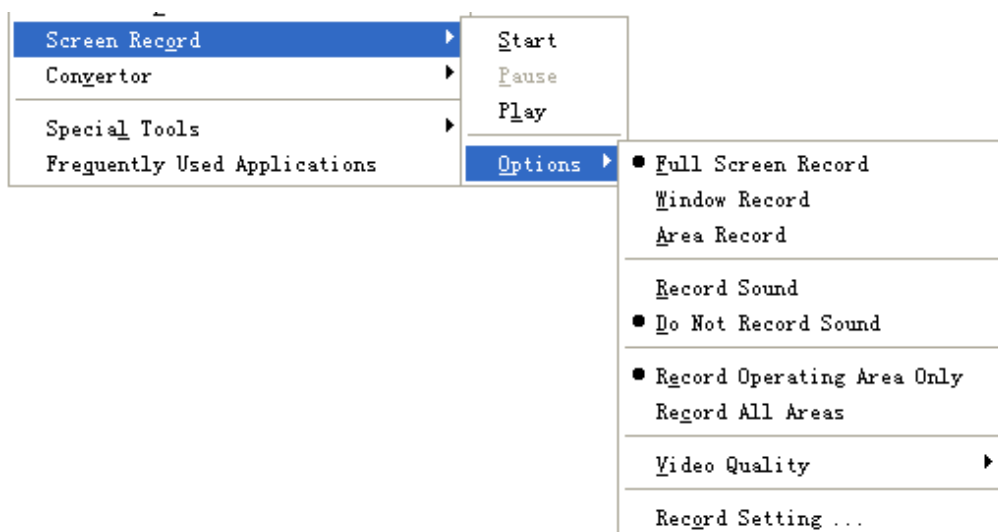 Screen Record
Convertor
Special Tools
Frequently Used Applications
Start
Pause
Play
Options
Full Screen Record
Window Record
Area Record
Record Sound
Do Not Record Sound
Record Operating Area Only
Record All Areas
Video Quality
Record Setting ...